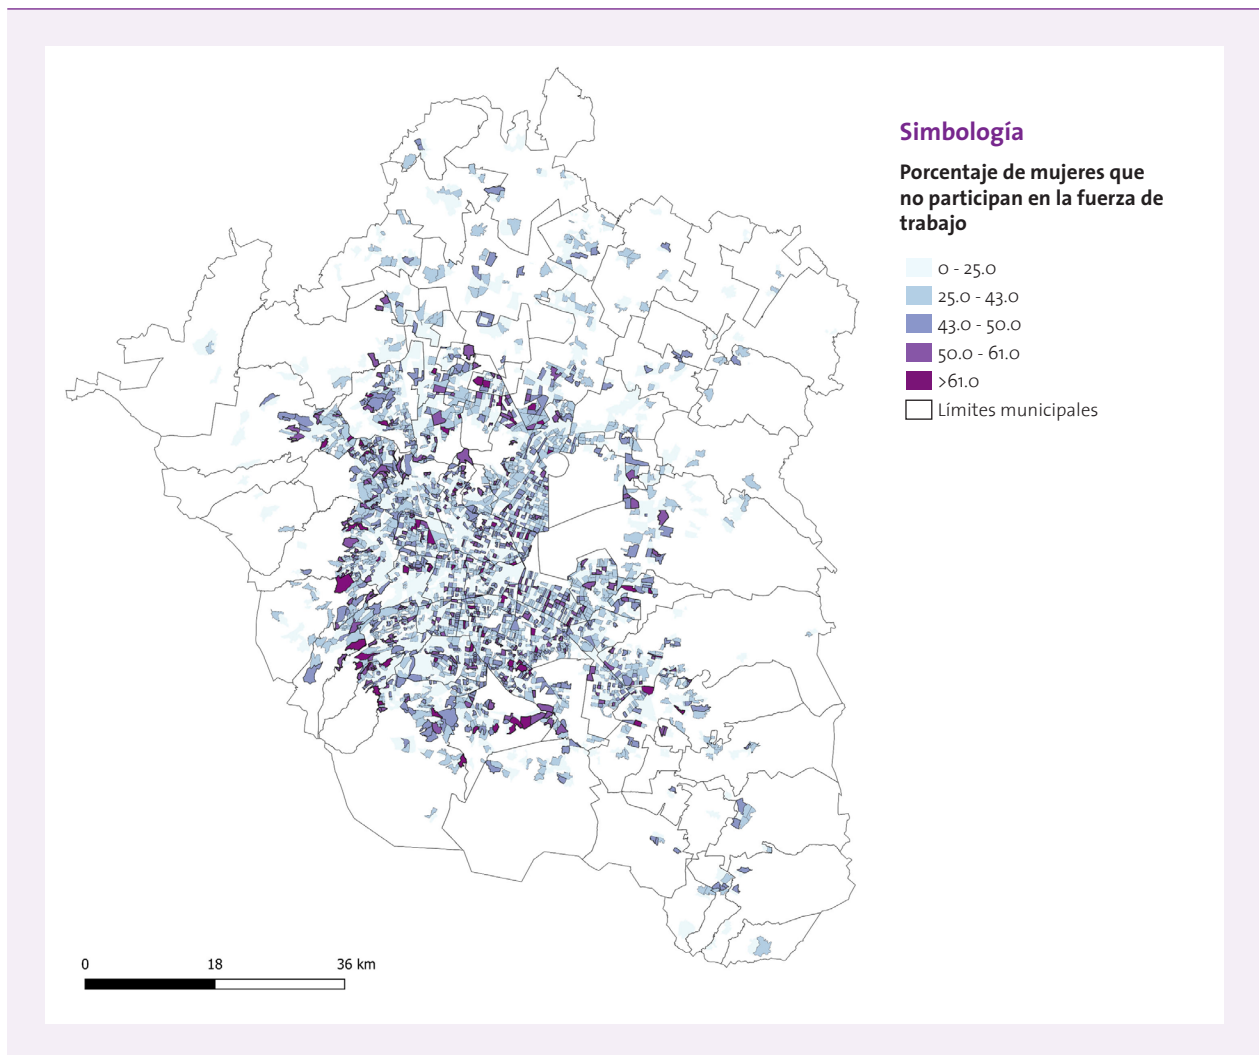 Simbología
Porcentaje de mujeres que
no participan en la fuerza de
trabajo
0 - 25.0
25.0 - 43.0
43.0 - 50.0
50.0 - 61.0
>61.0
Límites municipales
0 18 36 km